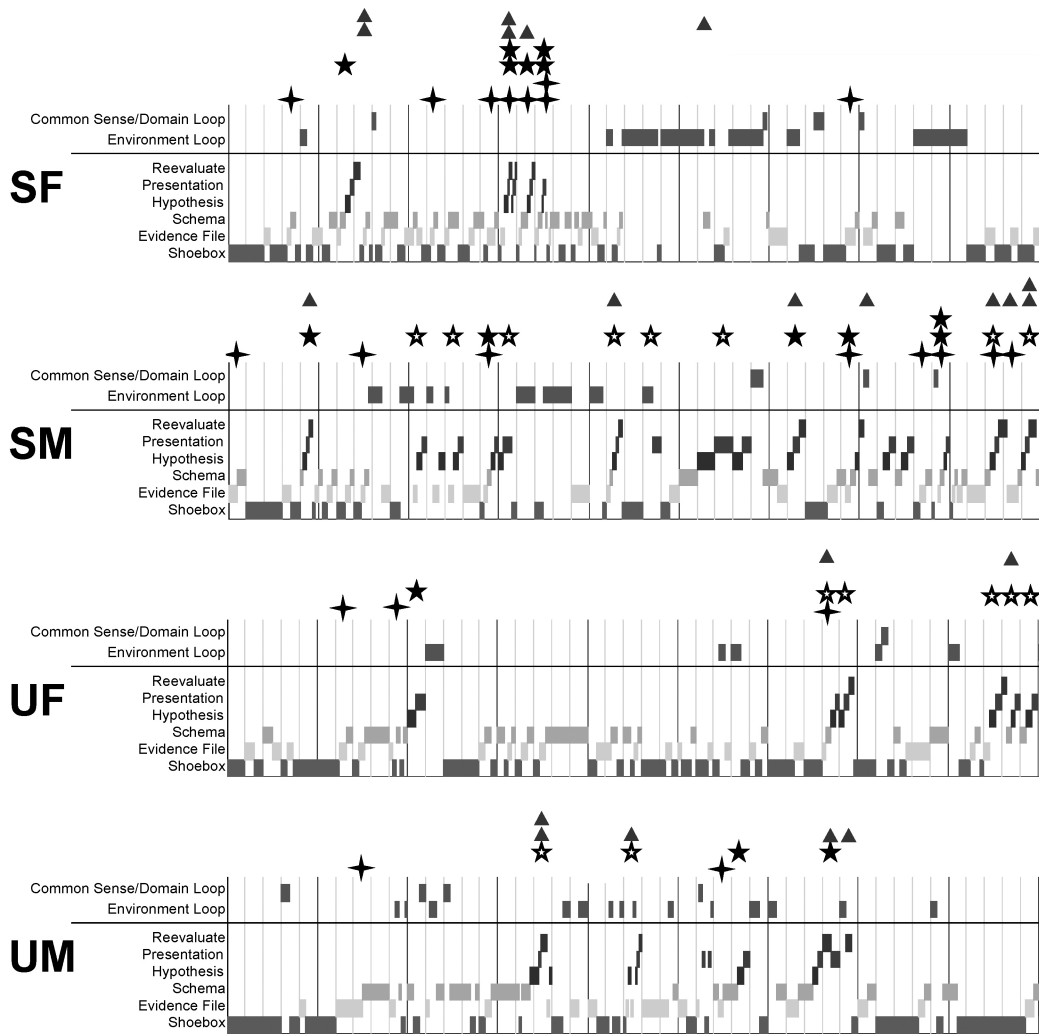 Common Sense/Domain Loop
Environment Loop
SF
Reevaluate
Presentation
Hypothesis
Schema
Evidence File
Shoebox
Common Sense/Domain Loop
Environment Loop
SM
Reevaluate
Presentation
Hypothesis
Schema
Evidence File
Shoebox
Common Sense/Domain Loop
Environment Loop
UF
Reevaluate
Presentation
Hypothesis
Schema
Evidence File
Shoebox
Common Sense/Domain Loop
Environment Loop
UM
Reevaluate
Presentation
Hypothesis
Schema
Evidence File
Shoebox